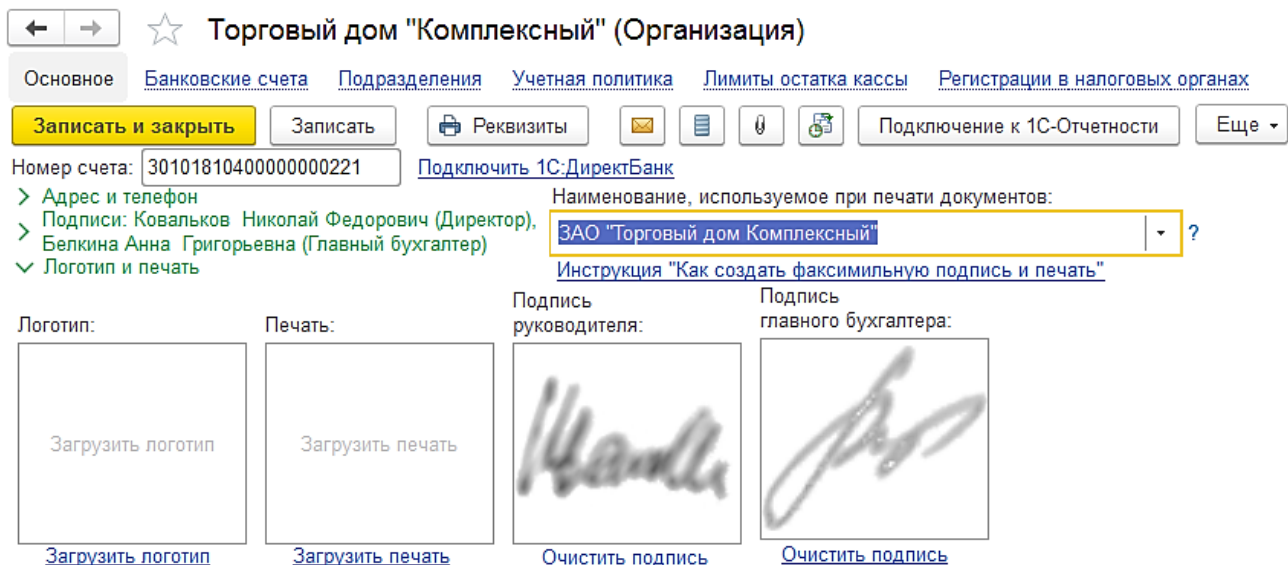 Торговый дом "Комплексный" (Организация)
Основное Банковские счета Подразделения Учетная политика Лимиты остатка кассы Регистрации в налоговых органах
Записать и закрыть Записать Реквизиты Подключение к 1С-Отчетности Еще
Номер счета: 30101810400000000221 Подключить 1С:ДиректБанк
Адрес и телефон
Подписи: Ковальков Николай Федорович (Директор),
Белкина Анна Григорьевна (Главный бухгалтер)
Логотип и печать
Наименование, используемое при печати документов:
ЗАО "Торговый дом Комплексный" ?
Инструкция "Как создать факсимильную подпись и печать"
Логотип:
Загрузить логотип
Загрузить логотип
Печать:
Загрузить печать
Загрузить печать
Подпись
руководителя:
Очистить подпись
Подпись
главного бухгалтера:
Очистить подпись